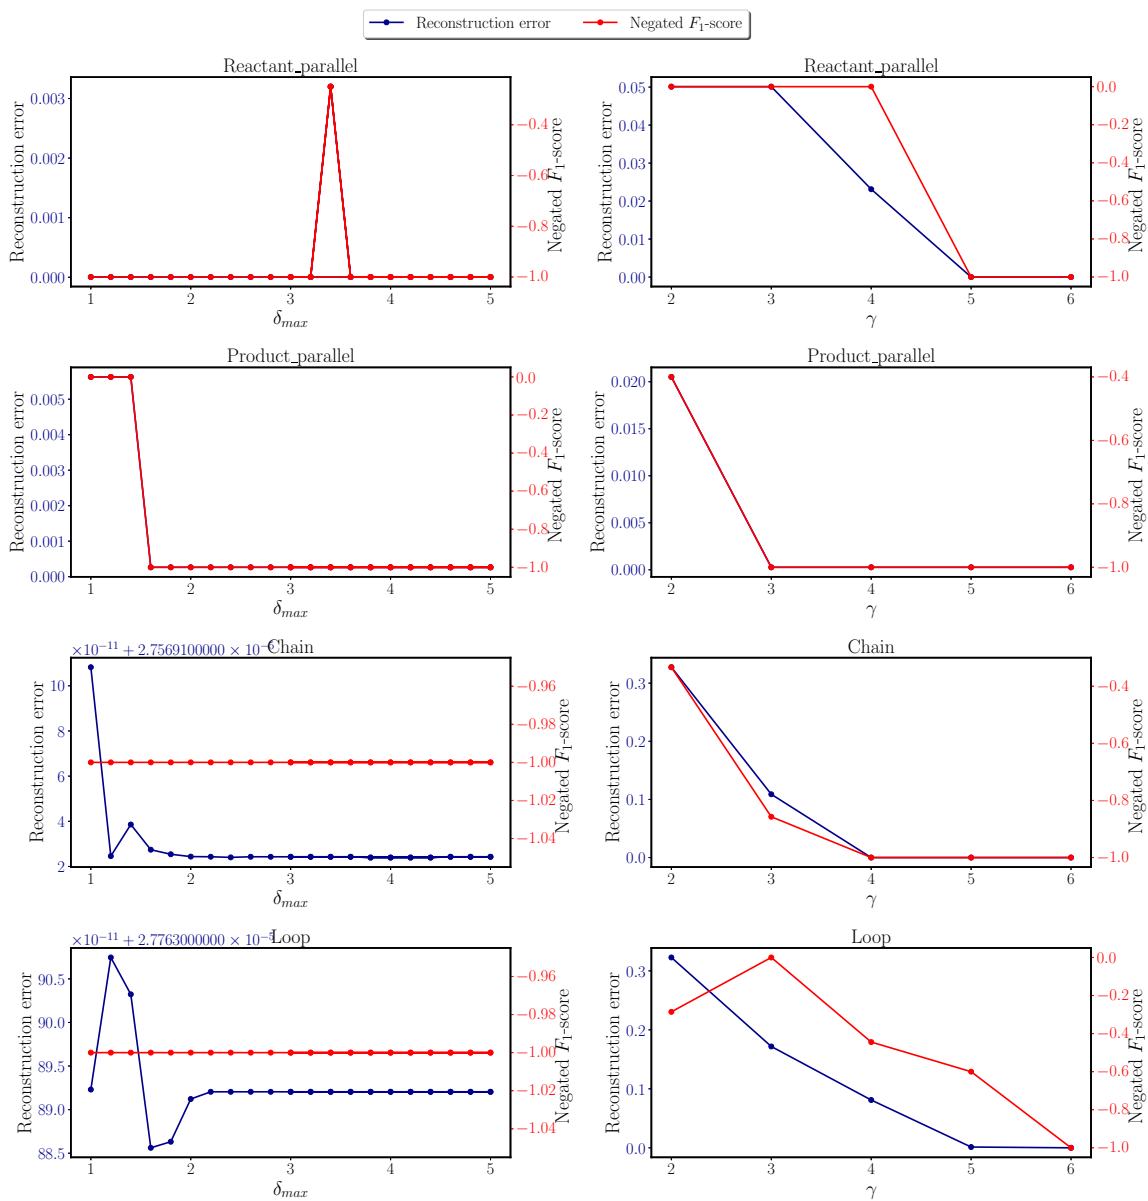 Reconstruction error
Negated F₁-score
Reactant_parallel
0.003
0.002
0.001
0.000
Reconstruction error
−0.4
−0.6
−0.8
−1.0
Negated F₁-score
1 2 3 4 5
δmax
Reactant_parallel
0.05
0.04
0.03
0.02
0.01
0.00
Reconstruction error
0.0
−0.2
−0.4
−0.6
−0.8
−1.0
Negated F₁-score
2 3 4 5 6
γ
Product_parallel
0.005
0.004
0.003
0.002
0.001
0.000
Reconstruction error
0.0
−0.2
−0.4
−0.6
−0.8
−1.0
Negated F₁-score
1 2 3 4 5
δmax
Product_parallel
0.020
0.015
0.010
0.005
0.000
Reconstruction error
−0.4
−0.6
−0.8
−1.0
Negated F₁-score
2 3 4 5 6
γ
×10⁻¹¹ + 2.7569100000 × 10
Chain
10
8
6
4
2
Reconstruction error
−0.96
−0.98
−1.00
−1.02
−1.04
Negated F₁-score
1 2 3 4 5
δmax
Chain
0.3
0.2
0.1
0.0
Reconstruction error
−0.4
−0.6
−0.8
−1.0
Negated F₁-score
2 3 4 5 6
γ
×10⁻¹¹ + 2.7763000000 × 10⁻⁵
Loop
90.5
90.0
89.5
89.0
88.5
Reconstruction error
−0.96
−0.98
−1.00
−1.02
−1.04
Negated F₁-score
1 2 3 4 5
δmax
Loop
0.3
0.2
0.1
0.0
Reconstruction error
0.0
−0.2
−0.4
−0.6
−0.8
−1.0
Negated F₁-score
2 3 4 5 6
γ